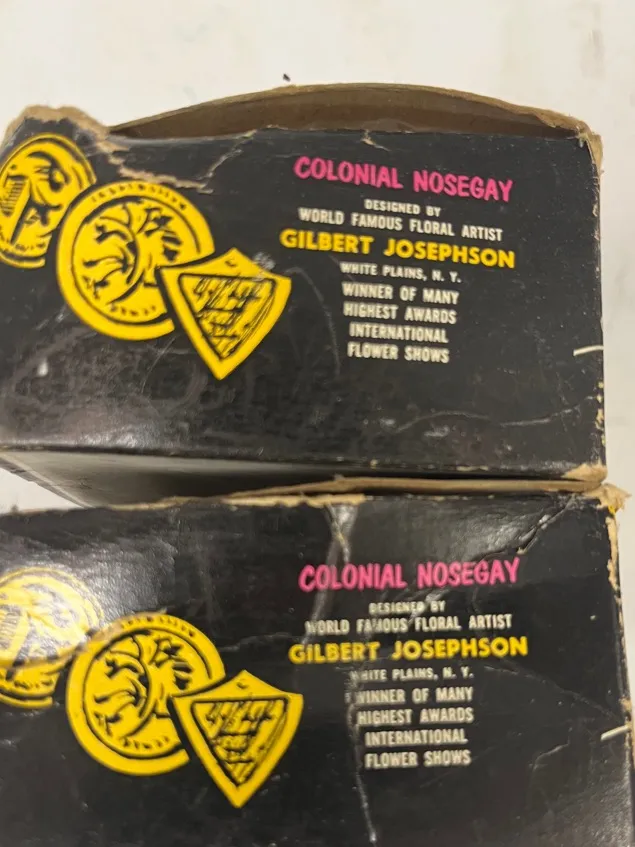 COLONIAL NOSEGAY
DESIGNED BY
WORLD FAMOUS FLORAL ARTIST
GILBERT JOSEPHSON
WHITE PLAINS, N. Y.
WINNER OF MANY
HIGHEST AWARDS
INTERNATIONAL
FLOWER SHOWS
COLONIAL NOSEGAY
DESIGNED BY
WORLD FAMOUS FLORAL ARTIST
GILBERT JOSEPHSON
WHITE PLAINS, N. Y.
WINNER OF MANY
HIGHEST AWARDS
INTERNATIONAL
FLOWER SHOWS